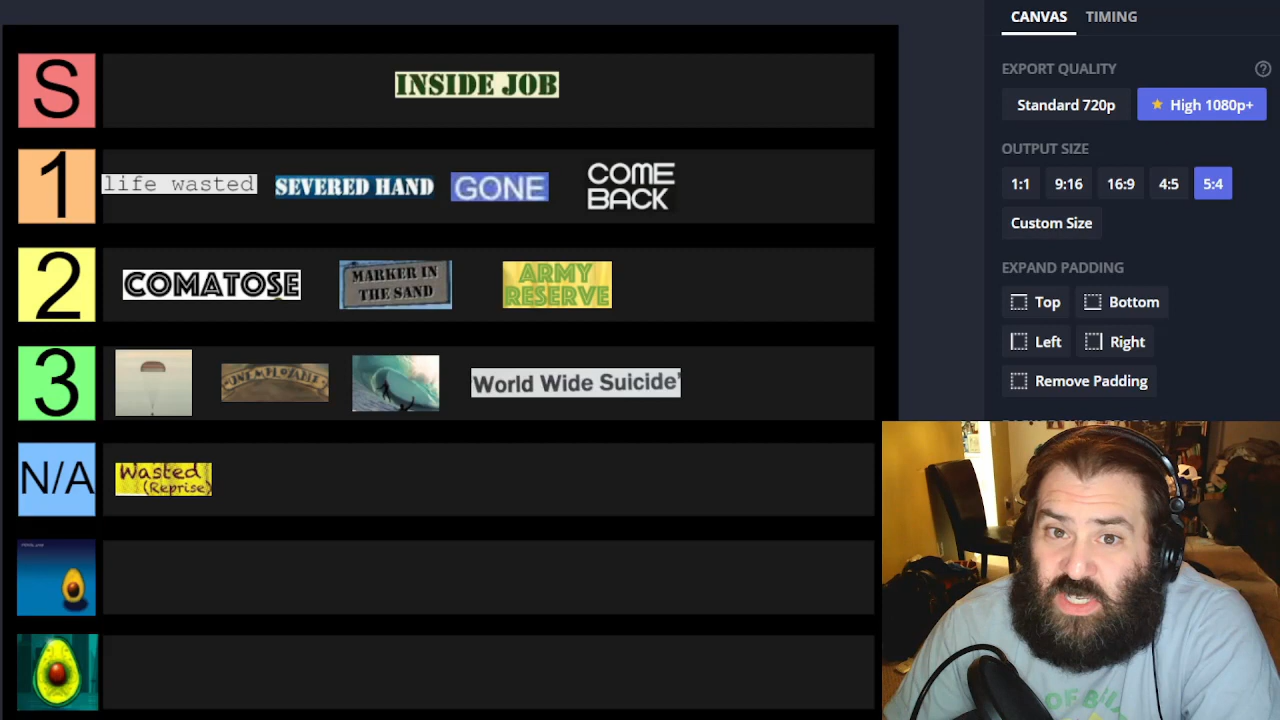 CANVAS TIMING
EXPORT QUALITY
Standard 720p
High 1080p+
OUTPUT SIZE
1:1
9:16
16:9
4:5
5:4
Custom Size
EXPAND PADDING
Top
Bottom
Left
Right
Remove Padding
S
INSIDE JOB
1
life wasted
SEVERED HAND
GONE
COME
BACK
2
COMATOSE
MARKER IN
THE SAND
ARMY
RESERVE
3
UNEMPLOYABLE
World Wide Suicide'
N/A
Wasted
(Reprise)